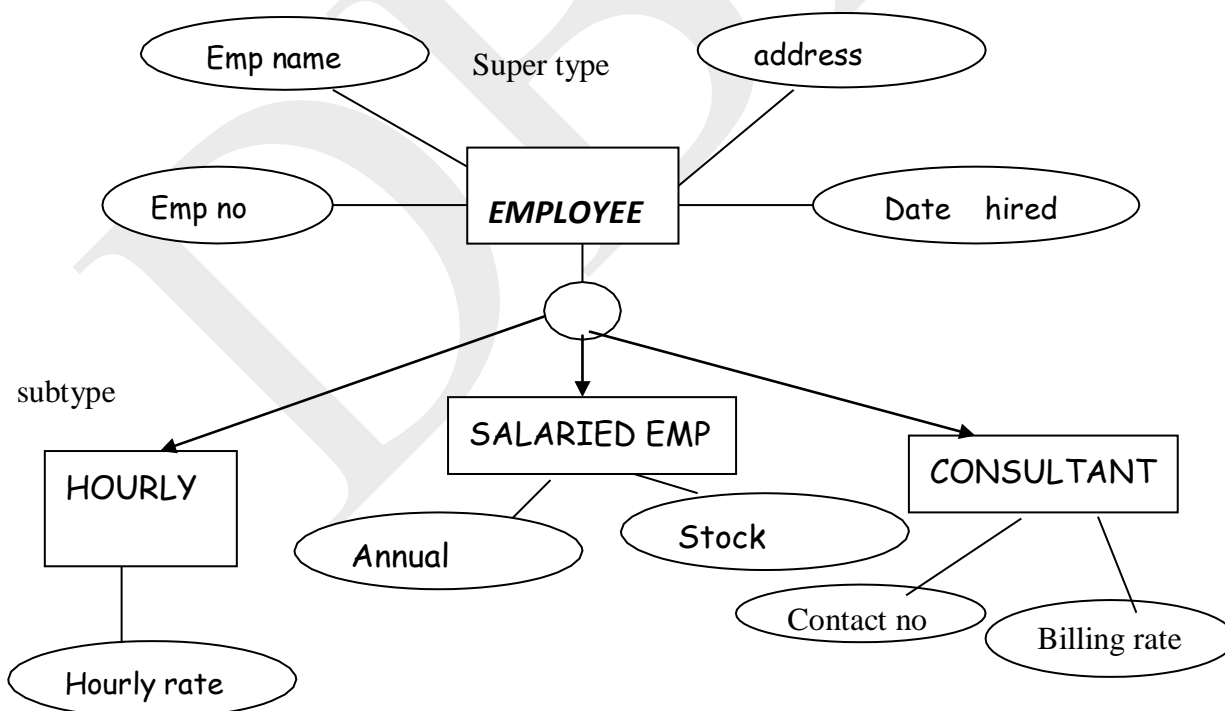 Emp name
Super type
address
Emp no
EMPLOYEE
Date hired
subtype
HOURLY
SALARIED EMP
CONSULTANT
Annual
Stock
Contact no
Billing rate
Hourly rate